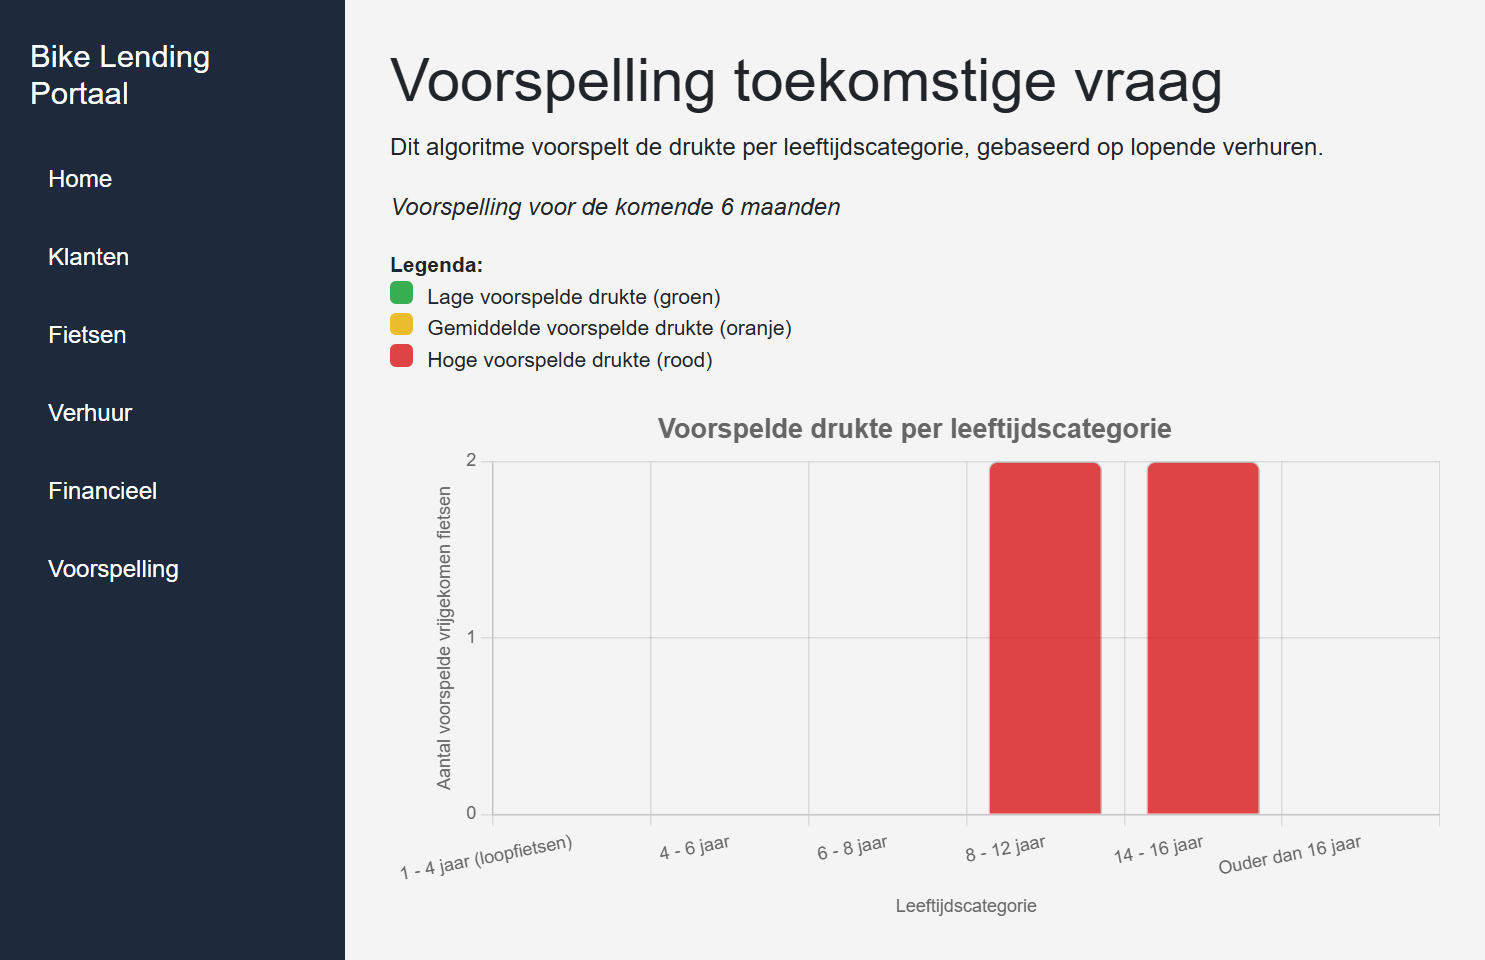 Bike Lending
Portaal
Home
Klanten
Fietsen
Verhuur
Financieel
Voorspelling
Voorspelling toekomstige vraag
Dit algoritme voorspelt de drukte per leeftijdscategorie, gebaseerd op lopende verhuren.
Voorspelling voor de komende 6 maanden
Legenda:
Lage voorspelde drukte (groen)
Gemiddelde voorspelde drukte (oranje)
Hoge voorspelde drukte (rood)
Voorspelde drukte per leeftijdscategorie
Aantal voorspelde vrijgekomen fietsen
2
1
0
1 - 4 jaar (loopfietsen)
4 - 6 jaar
6 - 8 jaar
8 - 12 jaar
14 - 16 jaar
Ouder dan 16 jaar
Leeftijdscategorie